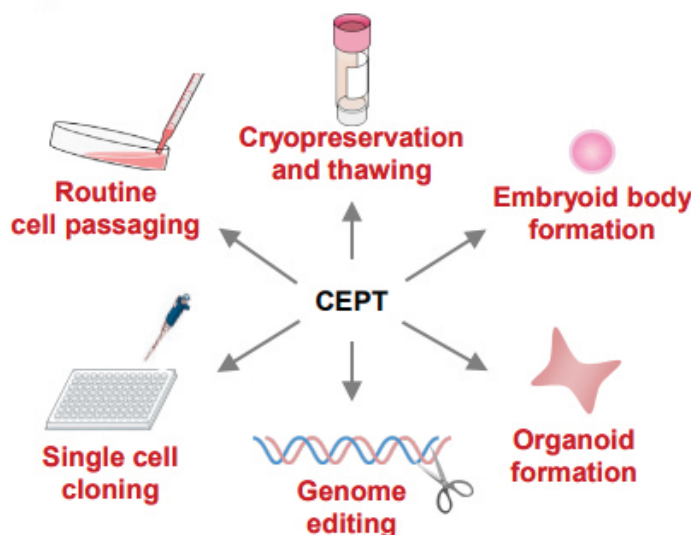 Cryopreservation
and thawing
Routine
cell passaging
Embryoid body
formation
CEPT
Single cell
cloning
Genome
editing
Organoid
formation